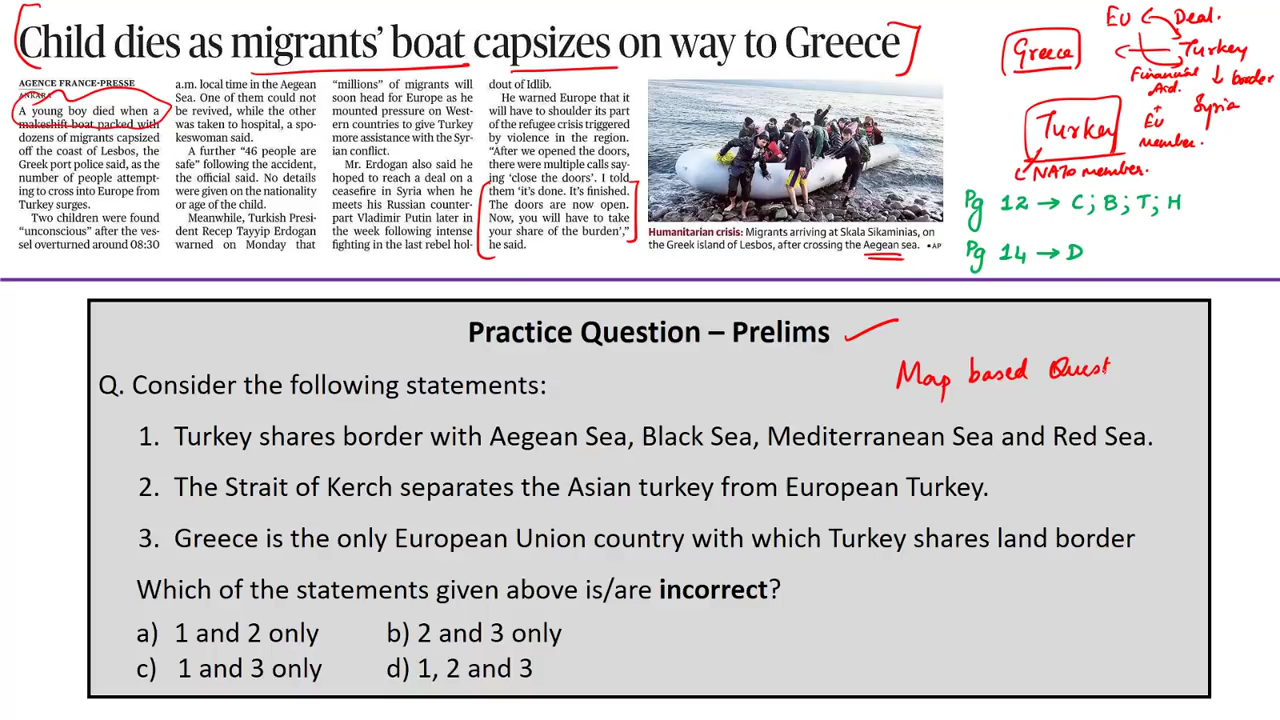 Child dies as migrants' boat capsizes on way to Greece
AGENCE FRANCE-PRESSE
ANKARA
A young boy died when a
makeshift boat packed with
dozens of migrants capsized
off the coast of Lesbos, the
Greek port police said, as the
number of people attempt-
ing to cross into Europe from
Turkey surges.
Two children were found
"unconscious" after the ves-
sel overturned around 08:30
a.m. local time in the Aegean
Sea. One of them could not
be revived, while the other
was taken to hospital, a spo-
keswoman said.
A further "46 people are
safe" following the accident,
the official said. No details
were given on the nationality
or age of the child.
Meanwhile, Turkish Presi-
dent Recep Tayyip Erdogan
warned on Monday that
"millions" of migrants will
soon head for Europe as he
mounted pressure on West-
ern countries to give Turkey
more assistance with the Syr-
ian conflict.
Mr. Erdogan also said he
hoped to reach a deal on a
ceasefire in Syria when he
meets his Russian counter-
part Vladimir Putin later in
the week following intense
fighting in the last rebel hol-
dout of Idlib.
He warned Europe that it
will have to shoulder its part
of the refugee crisis triggered
by violence in the region.
"After we opened the doors,
there were multiple calls say-
ing 'close the doors'. I told
them 'it's done. It's finished.
The doors are now open.
Now, you will have to take
your share of the burden',"
he said.
Humanitarian crisis: Migrants arriving at Skala Sikaminias, on
the Greek island of Lesbos, after crossing the Aegean sea. •AP
EU Deal.
Greece
Turkey
Financial
Aid.
border
+
Syria
EU
member.
Turkey
NATO member.
Pg 12 → C; B; T; H
Pg 14 → D
Practice Question – Prelims
Map based Quest
Q. Consider the following statements:
1. Turkey shares border with Aegean Sea, Black Sea, Mediterranean Sea and Red Sea.
2. The Strait of Kerch separates the Asian turkey from European Turkey.
3. Greece is the only European Union country with which Turkey shares land border
Which of the statements given above is/are incorrect?
a) 1 and 2 only b) 2 and 3 only
c) 1 and 3 only d) 1, 2 and 3